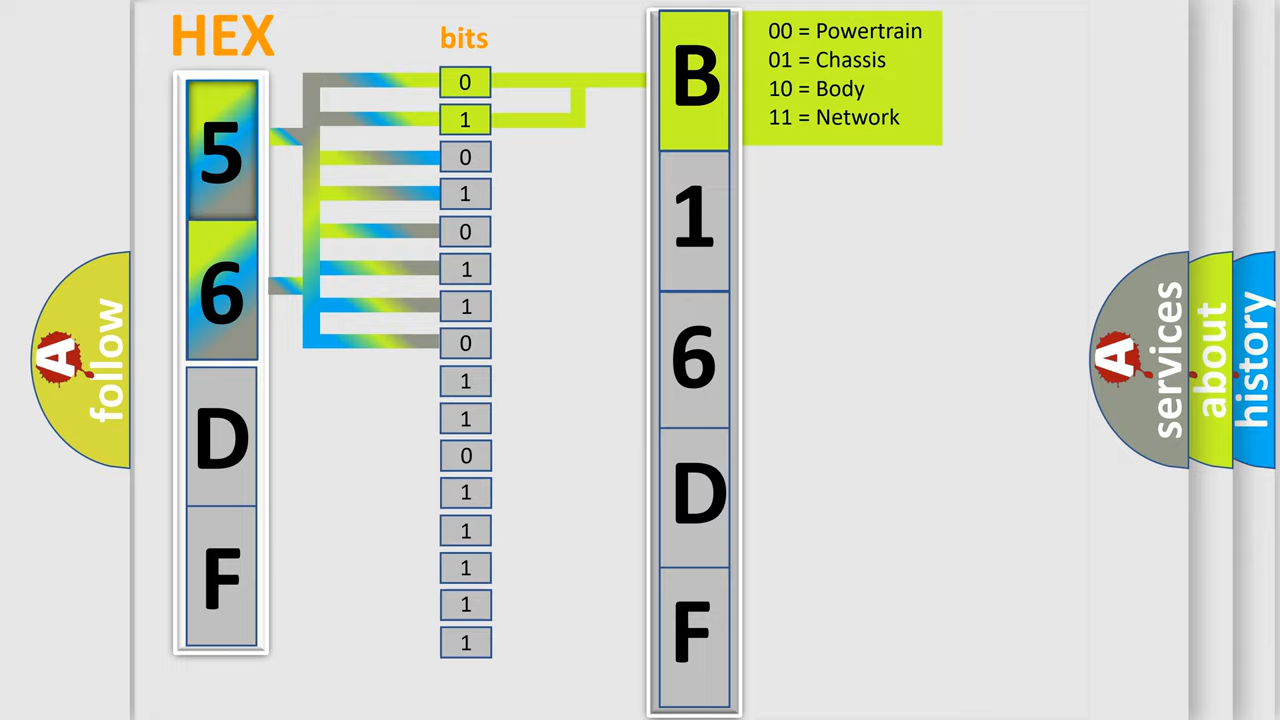 HEX
bits
5
6
D
F
0
1
0
1
0
1
1
0
1
1
0
1
1
1
1
1
B
1
6
D
F
00 = Powertrain
01 = Chassis
10 = Body
11 = Network
A
follow
A
services
about
history